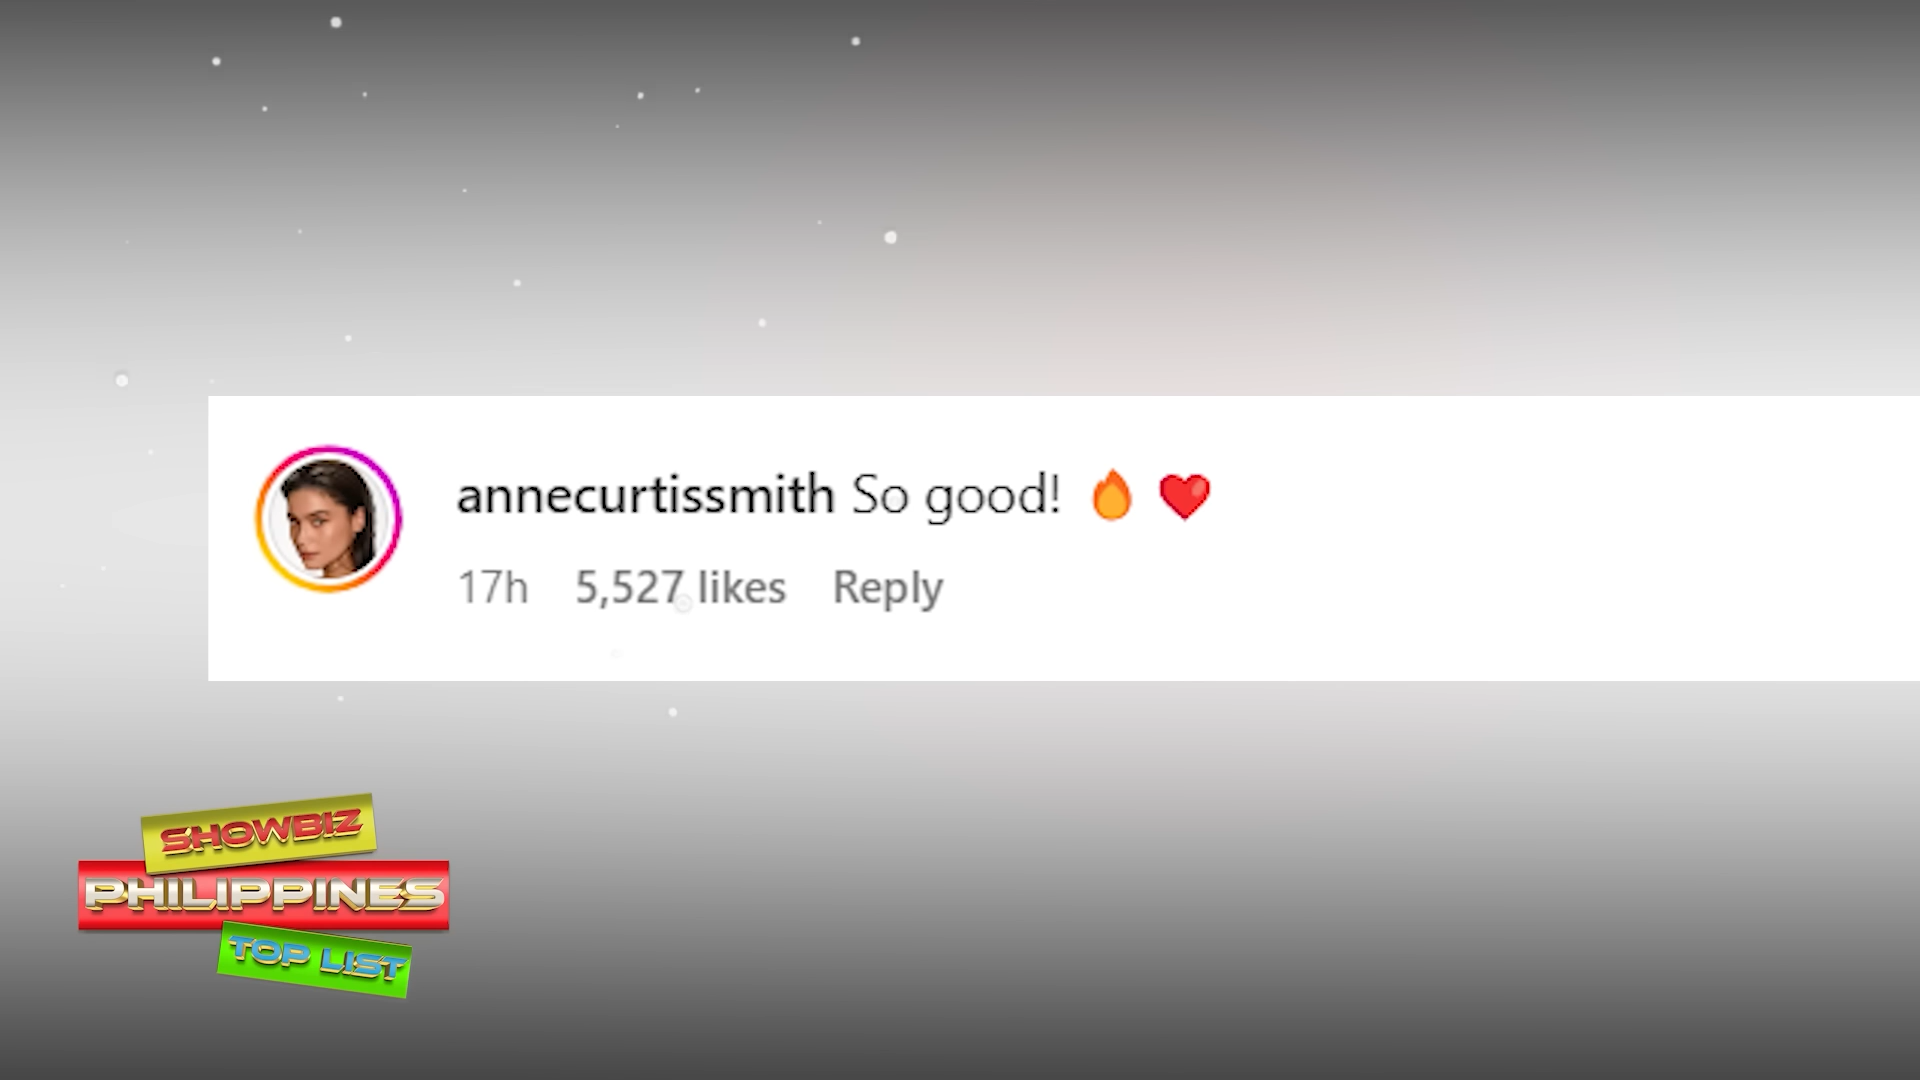 annecurtissmith So good! 🔥 ❤️
17h 5,527 likes Reply
SHOWBIZ
PHILIPPINES
TOP LIST